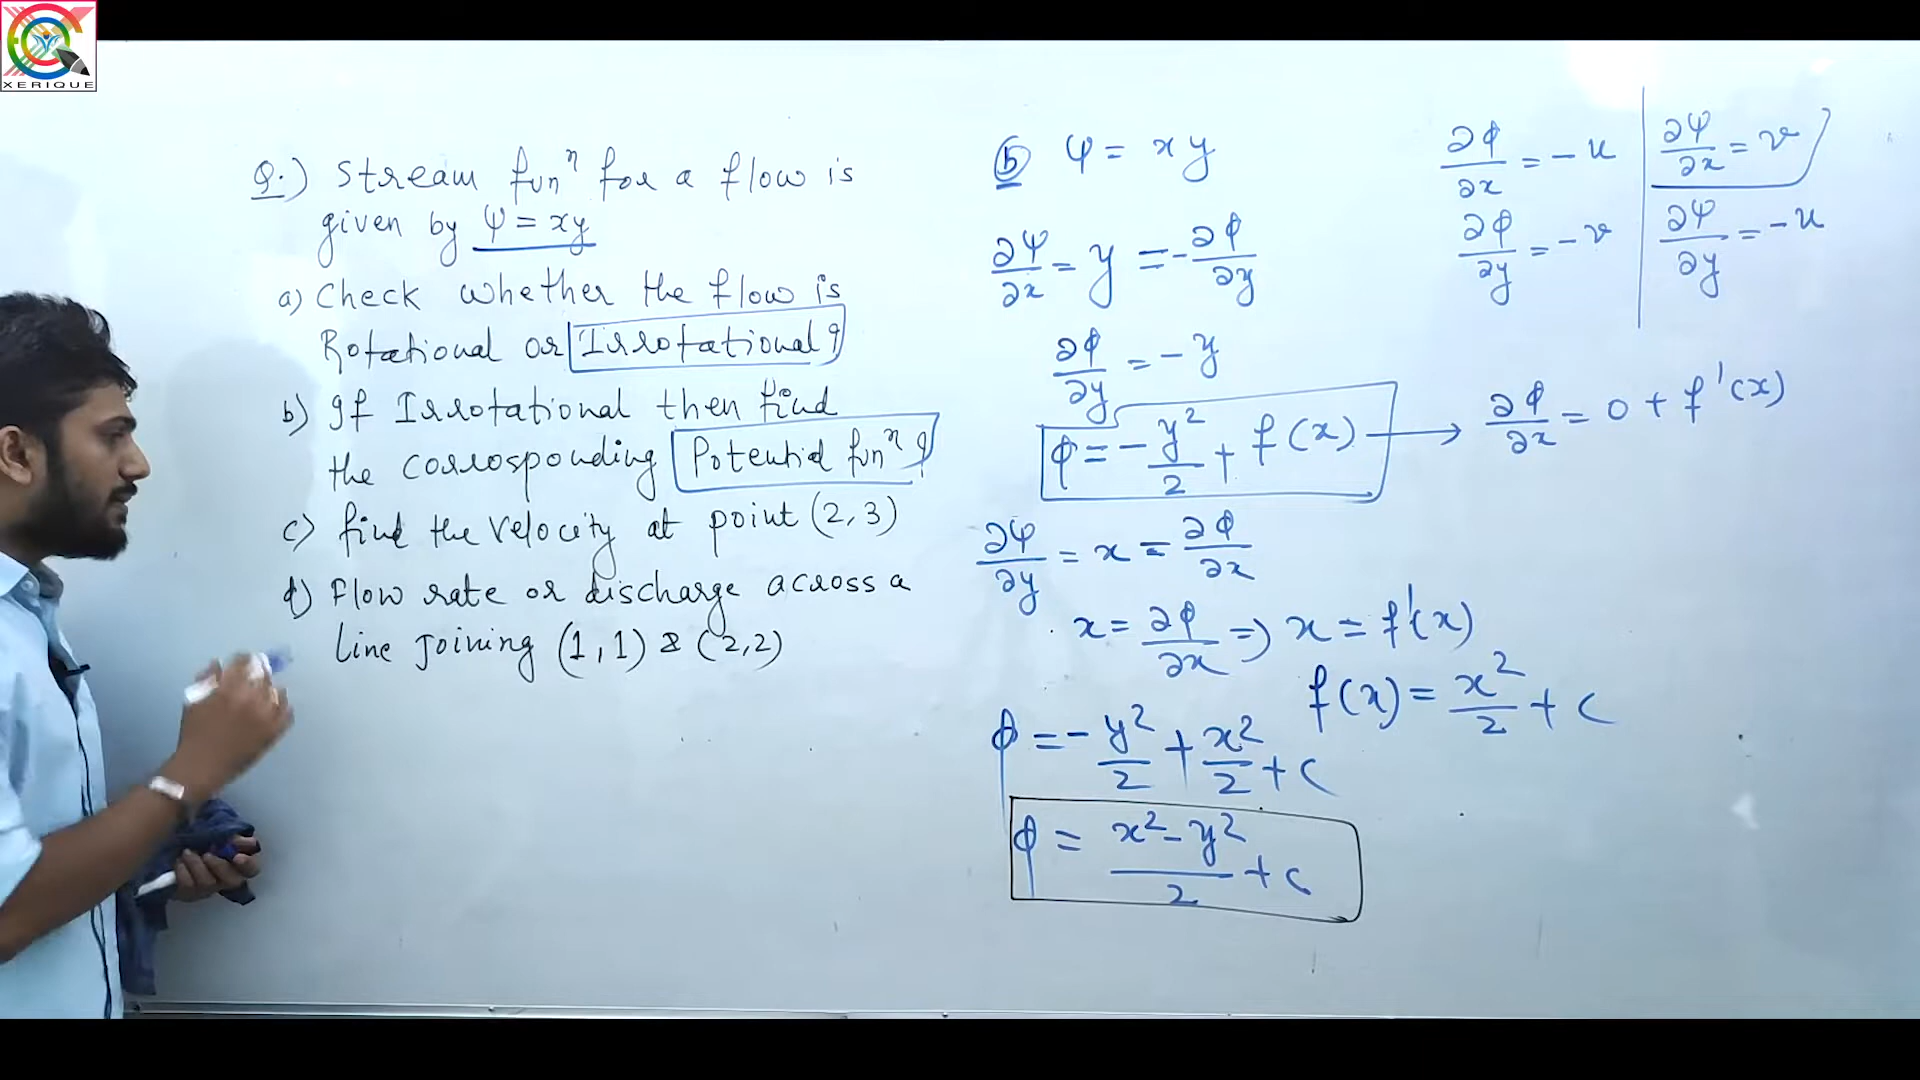 XERIQUE
Q.) Stream funⁿ for a flow is
given by ψ = xy
a) Check whether the flow is
Rotational or Irrotational ?
b) If Irrotational then find
the corrosponding Potential funⁿ ?
c) find the velocity at point (2,3)
d) Flow rate or discharge across a
line joining (1,1) & (2,2)
(b) ψ = xy
∂ψ/∂x = y = -∂φ/∂y
∂φ/∂y = -y
φ = -y²/2 + f(x) → ∂φ/∂x = 0 + f'(x)
∂ψ/∂y = x = ∂φ/∂x
x = ∂φ/∂x ⇒ x = f'(x)
f(x) = x²/2 + c
φ = -y²/2 + x²/2 + c
φ = (x² - y²)/2 + c
∂φ/∂x = -u
∂φ/∂y = -v
∂ψ/∂x = v
∂ψ/∂y = -u